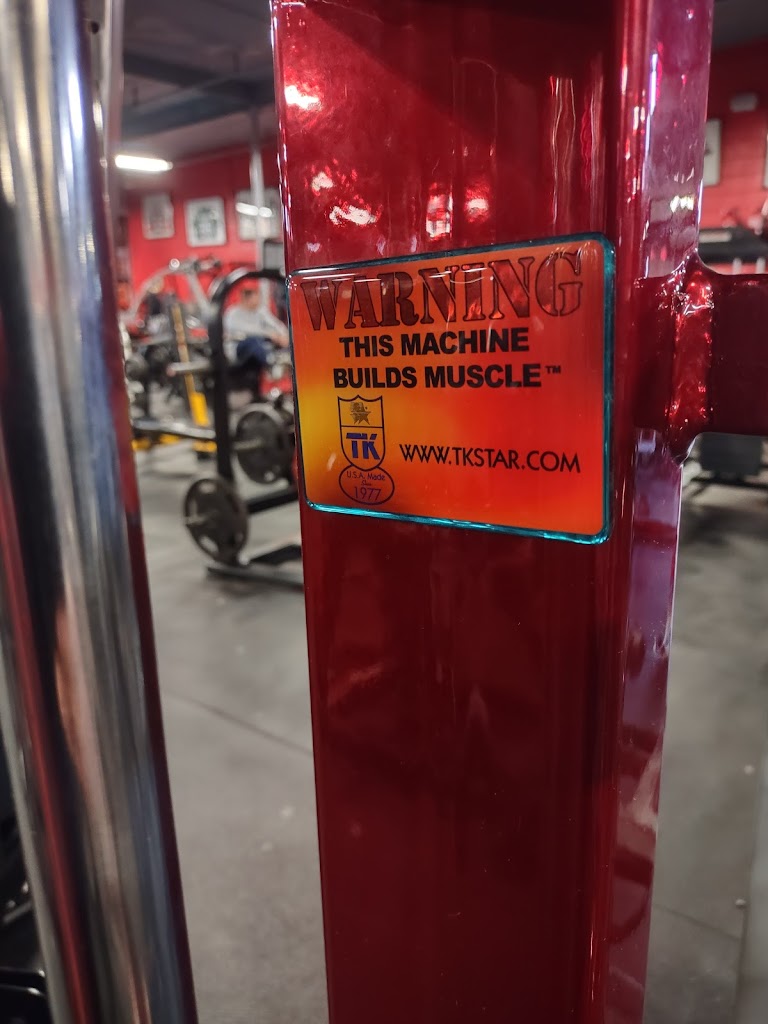 WARNING
THIS MACHINE
BUILDS MUSCLE™
TK
WWW.TKSTAR.COM
U.S.A. Made
1977